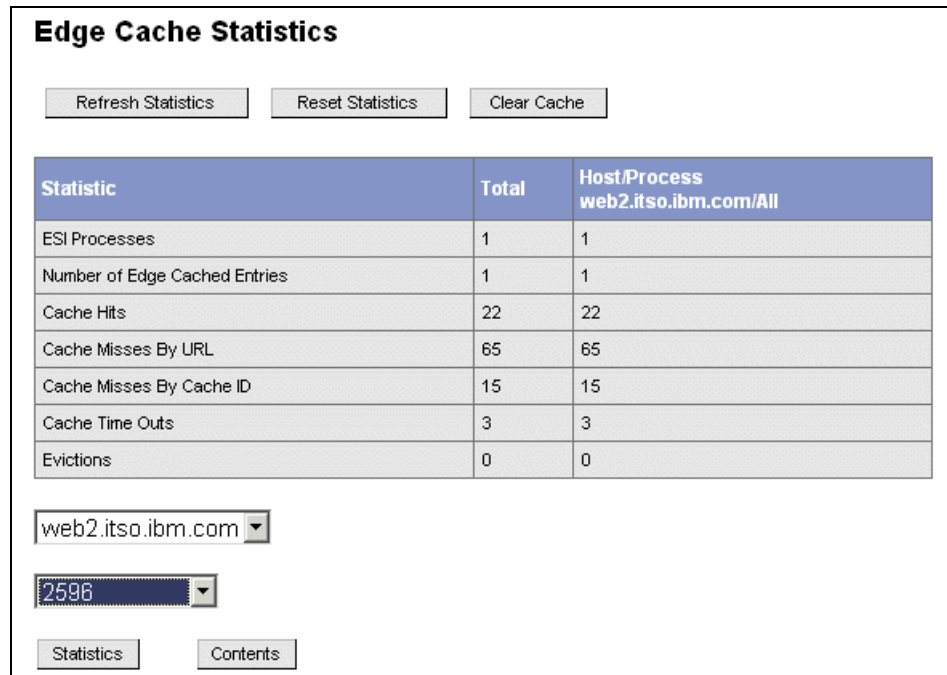 Edge Cache Statistics
Refresh Statistics Reset Statistics Clear Cache
Statistic Total Host/Process
web2.itso.ibm.com/All
ESI Processes 1 1
Number of Edge Cached Entries 1 1
Cache Hits 22 22
Cache Misses By URL 65 65
Cache Misses By Cache ID 15 15
Cache Time Outs 3 3
Evictions 0 0
web2.itso.ibm.com
2596
Statistics Contents